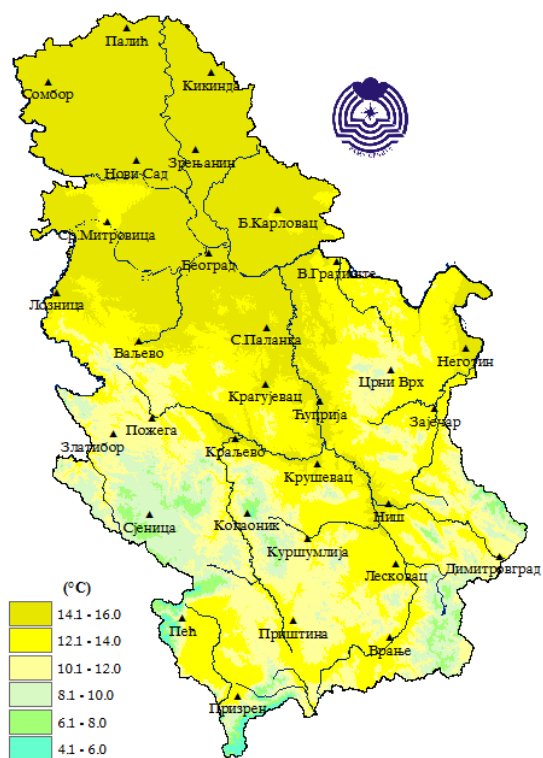 Палић
Кикинда
Сомбор
Зрењанин
Нови Сад
Б.Карловац
Ср.Митровица
Београд
В.Градиште
Лозница
С.Паланка
Ваљево
Неготин
Црни Врх
Крагујевац
Ћуприја
Зајечар
Пожега
Златибор
Краљево
Крушевац
Ниш
Сјеница
Копаоник
Куршумлија
Димитровград
Лесковац
(°C)
14.1 - 16.0
12.1 - 14.0
Пећ
Приштина
10.1 - 12.0
Врање
8.1 - 10.0
6.1 - 8.0
Призрен
4.1 - 6.0